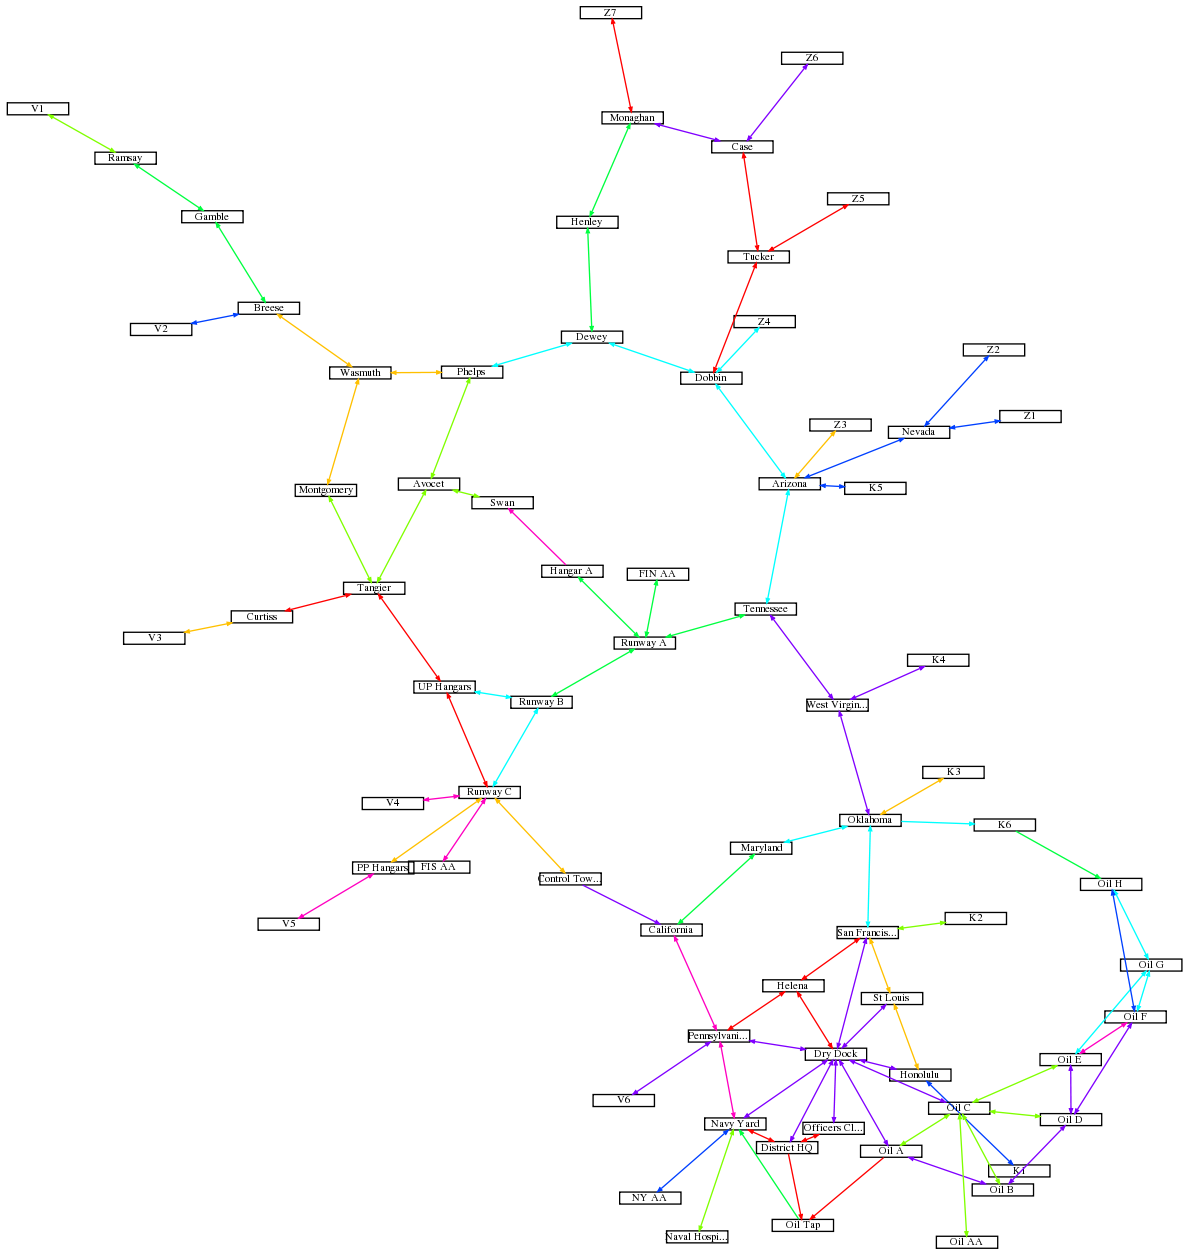 Z7
Z6
V1
Monaghan
Case
Ramsay
Z5
Gamble
Henley
Tucker
Breese
Z4
V2
Dewey
Z2
Wasmuth
Phelps
Dobbin
Z1
Z3
Nevada
Montgomery
Avocet
Arizona
K5
Swan
Hangar A
FIN AA
Tangier
Curtiss
Tennessee
V3
Runway A
K4
UP Hangars
Runway B
West Virgin...
K3
Runway C
V4
Oklahoma
K6
Maryland
PP Hangars
FIS AA
Control Tow...
Oil H
V5
California
San Francis...
K2
Oil G
Helena
St Louis
Oil F
Pennsylvani...
Dry Dock
Oil E
Honolulu
V6
Oil C
Navy Yard
Officers Cl...
Oil D
District HQ
Oil A
K1
Oil B
NY AA
Oil Tap
Naval Hospi...
Oil AA